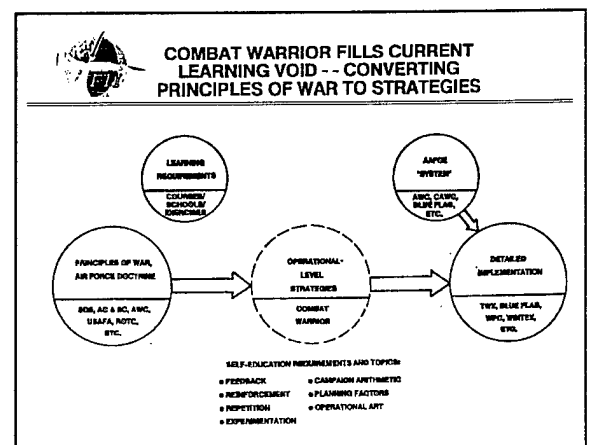 COMBAT WARRIOR FILLS CURRENT
LEARNING VOID -- CONVERTING
PRINCIPLES OF WAR TO STRATEGIES
LEARNING
REQUIREMENTS
COURSES/
SCHOOLS/
EXERCISES
"SYSTEM"
AWC, CAWC,
BLUE FLAG,
ETC.
PRINCIPLES OF WAR,
AIR FORCE DOCTRINE
SOS, AC & SC, AWC,
USAFA, ROTC,
ETC.
OPERATIONAL-
LEVEL
STRATEGIES
COMBAT
WARRIOR
DETAILED
IMPLEMENTATION
TWX, BLUE FLAG,
WPC, WINTEX,
ETC.
SELF-EDUCATION REQUIREMENTS AND TOPICS:
• FEEDBACK
• REINFORCEMENT
• REPETITION
• EXPERIMENTATION
• CAMPAIGN ARITHMETIC
• PLANNING FACTORS
• OPERATIONAL ART